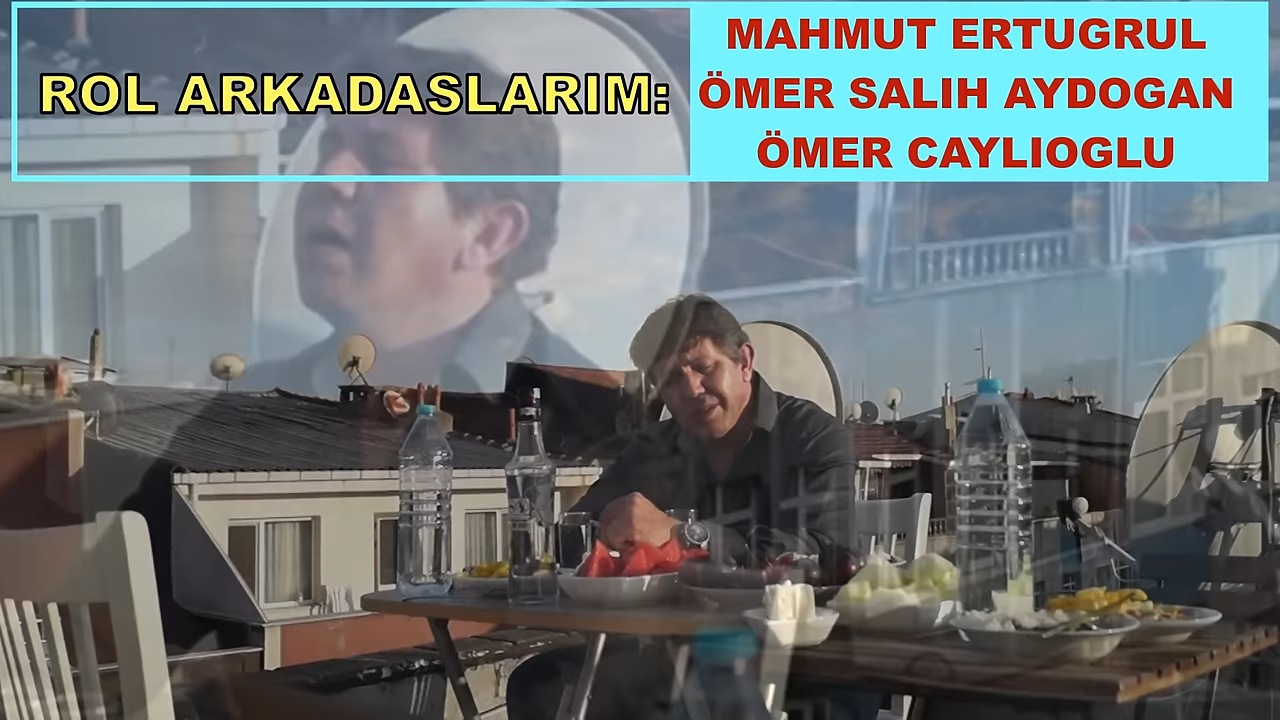 ROL ARKADASLARIM:
MAHMUT ERTUGRUL
ÖMER SALIH AYDOGAN
ÖMER CAYLIOGLU